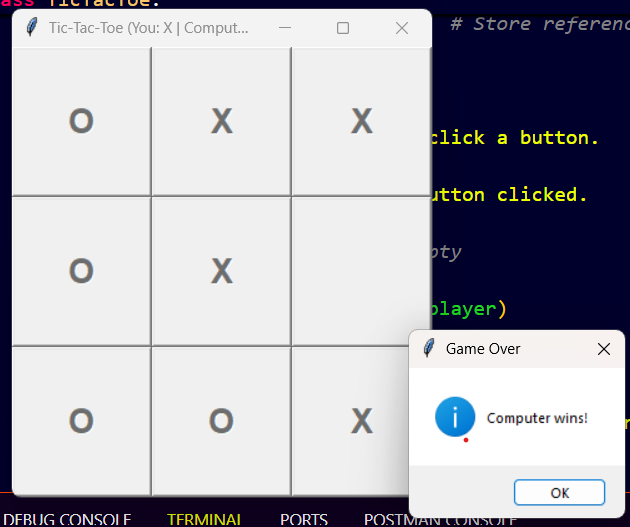 ass TicTacToe:
# Store referenc
Tic-Tac-Toe (You: X | Comput...
O X X
click a button.
utton clicked.
O X
pty
player)
Game Over
Computer wins!
O O X
OK
DEBUG CONSOLE TERMINAL PORTS POSTMAN CONSOLE